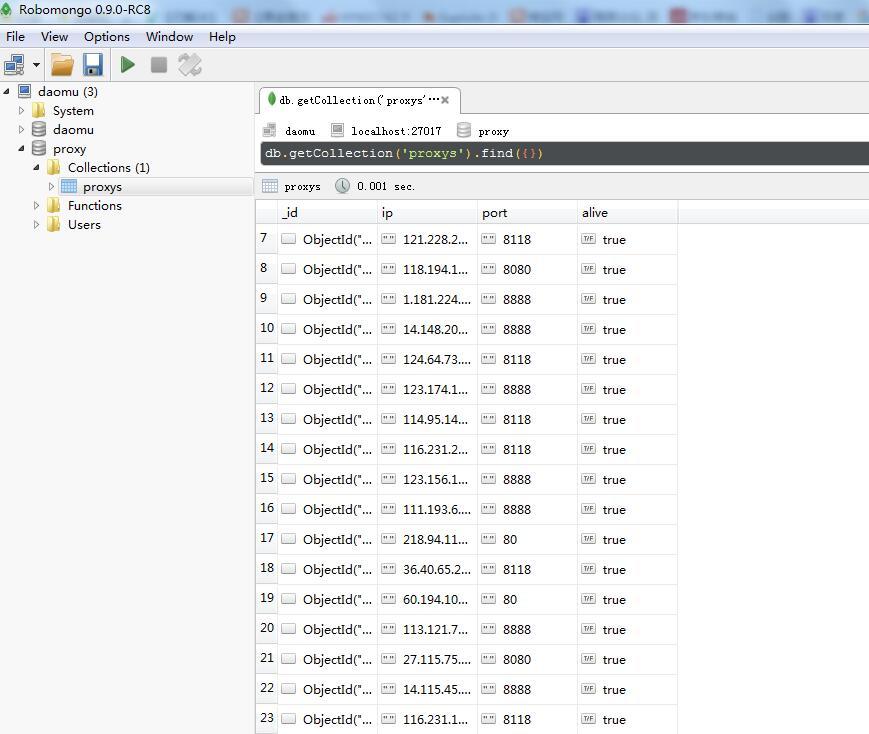 Robomongo 0.9.0-RC8
File View Options Window Help
daomu (3)
System
daomu
proxy
Collections (1)
proxys
Functions
Users
db.getCollection('proxys'···
daomu localhost:27017 proxy
db.getCollection('proxys').find({})
proxys 0.001 sec.
_id ip port alive
7 ObjectId("... "" 121.228.2... "" 8118 T/F true
8 ObjectId("... "" 118.194.1... "" 8080 T/F true
9 ObjectId("... "" 1.181.224.... "" 8888 T/F true
10 ObjectId("... "" 14.148.20... "" 8888 T/F true
11 ObjectId("... "" 124.64.73.... "" 8118 T/F true
12 ObjectId("... "" 123.174.1... "" 8888 T/F true
13 ObjectId("... "" 114.95.14... "" 8118 T/F true
14 ObjectId("... "" 116.231.2... "" 8118 T/F true
15 ObjectId("... "" 123.156.1... "" 8888 T/F true
16 ObjectId("... "" 111.193.6.... "" 8888 T/F true
17 ObjectId("... "" 218.94.11... "" 80 T/F true
18 ObjectId("... "" 36.40.65.2... "" 8118 T/F true
19 ObjectId("... "" 60.194.10... "" 80 T/F true
20 ObjectId("... "" 113.121.7... "" 8888 T/F true
21 ObjectId("... "" 27.115.75.... "" 8080 T/F true
22 ObjectId("... "" 14.115.45.... "" 8888 T/F true
23 ObjectId("... "" 116.231.1... "" 8118 T/F true